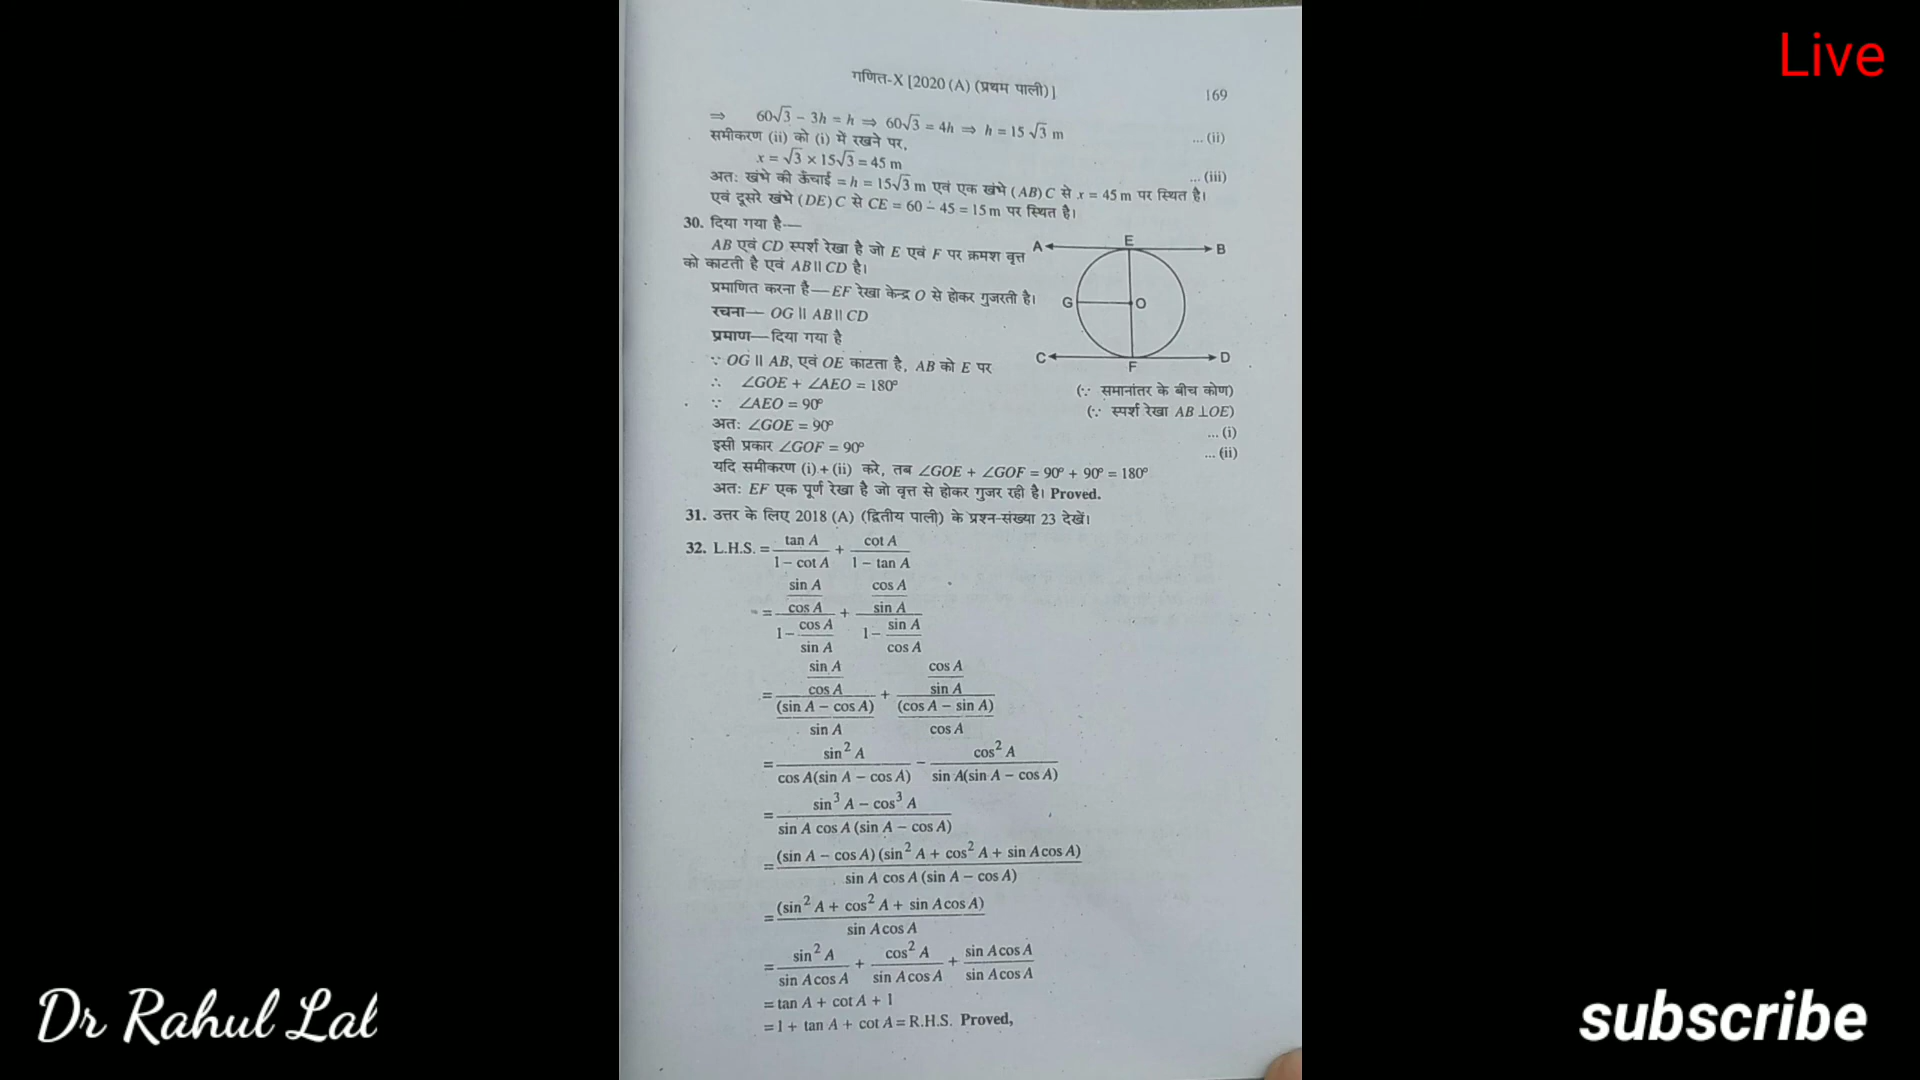 Live
गणित-X [2020 (A) (प्रथम पाली)]
169
⇒ 60√3 − 3h = h ⇒ 60√3 = 4h ⇒ h = 15 √3 m ... (ii)
समीकरण (ii) को (i) में रखने पर,
x = √3 × 15√3 = 45 m ... (iii)
अतः खंभे की ऊँचाई = h = 15√3 m एवं एक खंभे (AB) C से x = 45 m पर स्थित है।
एवं दूसरे खंभे (DE) C से CE = 60 − 45 = 15 m पर स्थित है।
30. दिया गया है—
AB एवं CD स्पर्श रेखा है जो E एवं F पर क्रमश वृत्त
को काटती है एवं AB || CD है।
प्रमाणित करना है—EF रेखा केन्द्र O से होकर गुजरती है।
रचना— OG || AB || CD
प्रमाण—दिया गया है
A E B
G O
C F D
∵ OG || AB, एवं OE काटता है, AB को E पर
∴ ∠GOE + ∠AEO = 180° (∵ समानांतर के बीच कोण)
∵ ∠AEO = 90° (∵ स्पर्श रेखा AB ⊥OE)
अतः ∠GOE = 90° ... (i)
इसी प्रकार ∠GOF = 90° ... (ii)
यदि समीकरण (i) + (ii) करे, तब ∠GOE + ∠GOF = 90° + 90° = 180°
अतः EF एक पूर्ण रेखा है जो वृत्त से होकर गुजर रही है। Proved.
31. उत्तर के लिए 2018 (A) (द्वितीय पाली) के प्रश्न-संख्या 23 देखें।
32. L.H.S. = tan A / (1 − cot A) + cot A / (1 − tan A)
= (sin A / cos A) / (1 − cos A / sin A) + (cos A / sin A) / (1 − sin A / cos A)
= (sin A / cos A) / ((sin A − cos A) / sin A) + (cos A / sin A) / ((cos A − sin A) / cos A)
= sin² A / cos A(sin A − cos A) − cos² A / sin A(sin A − cos A)
= sin³ A − cos³ A / sin A cos A (sin A − cos A)
= (sin A − cos A) (sin² A + cos² A + sin A cos A) / sin A cos A (sin A − cos A)
= (sin² A + cos² A + sin A cos A) / sin A cos A
= sin² A / sin A cos A + cos² A / sin A cos A + sin A cos A / sin A cos A
= tan A + cot A + 1
= 1 + tan A + cot A = R.H.S. Proved,
Dr Rahul Lal
subscribe